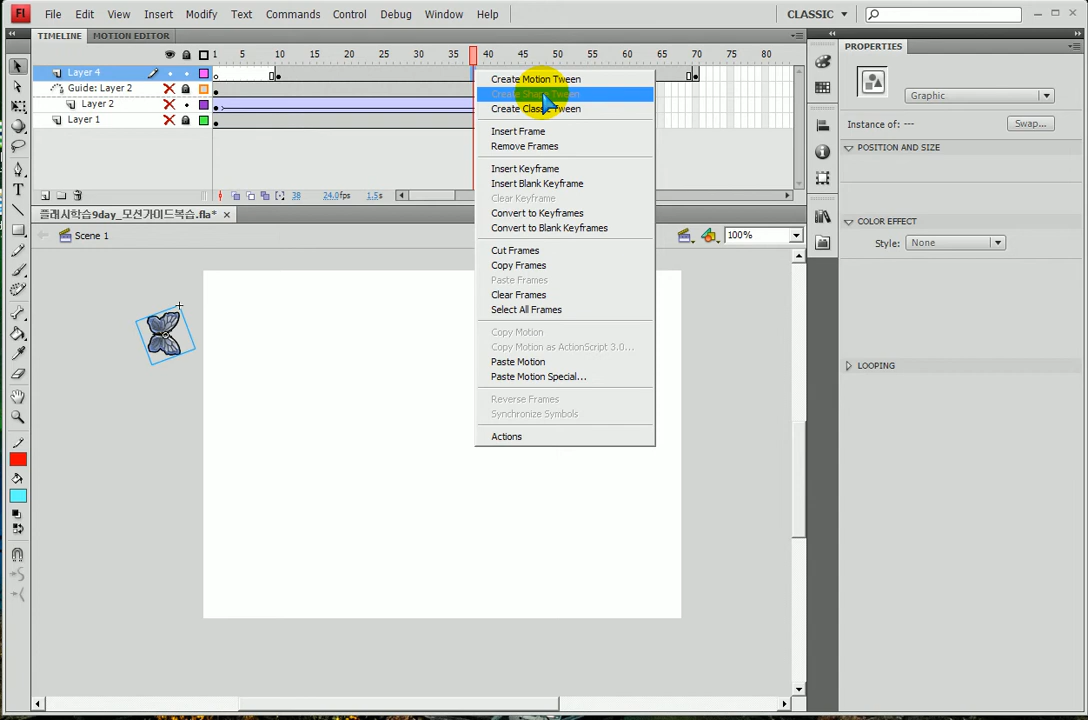 Fl File Edit View Insert Modify Text Commands Control Debug Window Help CLASSIC
TIMELINE MOTION EDITOR
1 5 10 15 20 25 30 35 40 45 50 55 60 65 70 75 80
Layer 4
Guide: Layer 2
Layer 2
Layer 1
38 24.0fps 1.5s
플래시학습9day_모션가이드복습.fla*
Scene 1
100%
Create Motion Tween
Create Shape Tween
Create Classic Tween
Insert Frame
Remove Frames
Insert Keyframe
Insert Blank Keyframe
Clear Keyframe
Convert to Keyframes
Convert to Blank Keyframes
Cut Frames
Copy Frames
Paste Frames
Clear Frames
Select All Frames
Copy Motion
Copy Motion as ActionScript 3.0...
Paste Motion
Paste Motion Special...
Reverse Frames
Synchronize Symbols
Actions
PROPERTIES
Graphic
Instance of: ---
Swap...
POSITION AND SIZE
COLOR EFFECT
Style: None
LOOPING